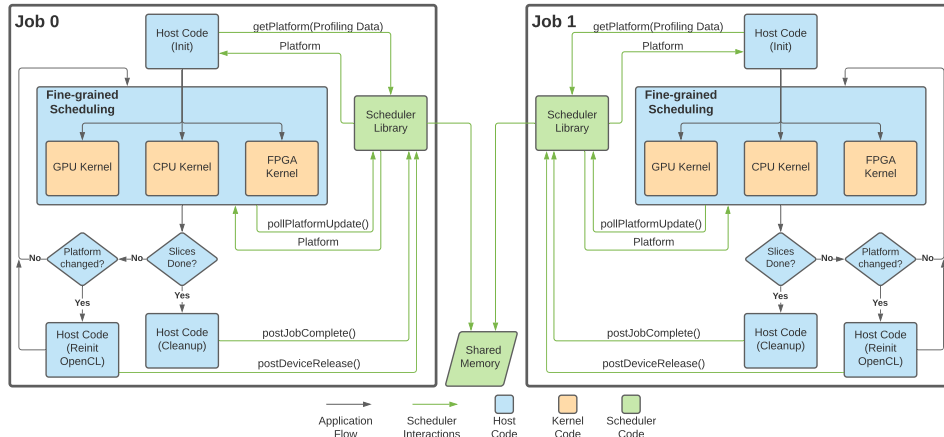 Job 0
Host Code
(Init)
getPlatform(Profiling Data)
Platform
Fine-grained
Scheduling
GPU Kernel
CPU Kernel
FPGA
Kernel
Scheduler
Library
pollPlatformUpdate()
Platform
No
Platform
changed?
No
Slices
Done?
Yes
Yes
Host Code
(Reinit
OpenCL)
Host Code
(Cleanup)
postJobComplete()
postDeviceRelease()
Shared
Memory
Job 1
getPlatform(Profiling Data)
Platform
Host Code
(Init)
Scheduler
Library
Fine-grained
Scheduling
GPU Kernel
CPU Kernel
FPGA
Kernel
pollPlatformUpdate()
Platform
Slices
Done?
No
Platform
changed?
No
Yes
Yes
postJobComplete()
Host Code
(Cleanup)
Host Code
(Reinit
OpenCL)
postDeviceRelease()
Application
Flow
Scheduler
Interactions
Host
Code
Kernel
Code
Scheduler
Code